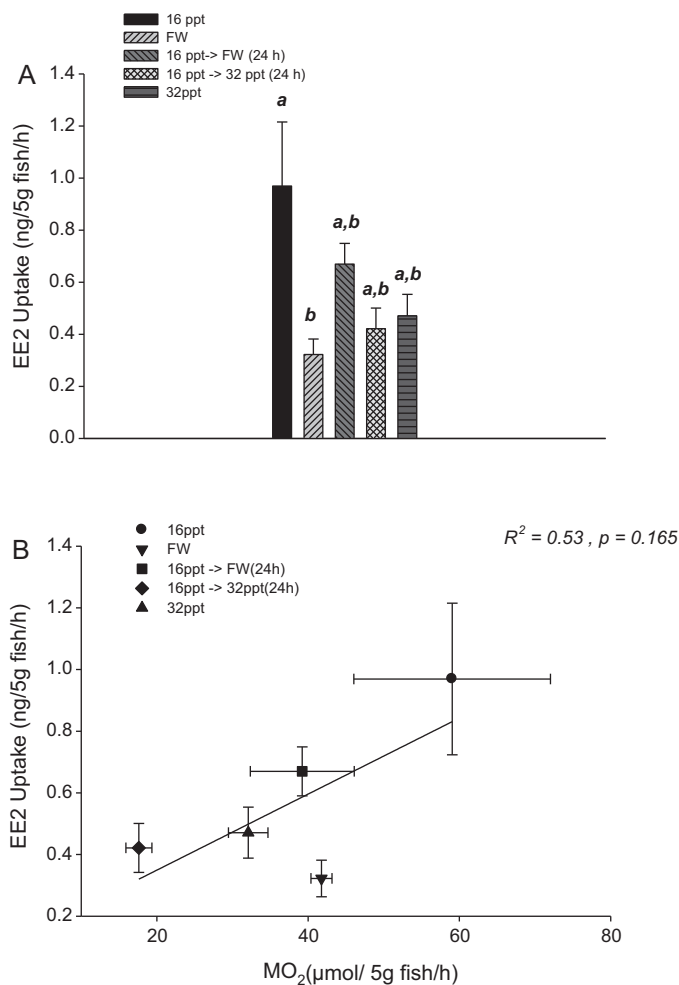 16 ppt
FW
16 ppt-> FW (24 h)
16 ppt -> 32 ppt (24 h)
32ppt
A
1.4
1.2
1.0
0.8
0.6
0.4
0.2
0.0
EE2 Uptake (ng/5g fish/h)
a
b
a,b
a,b
a,b
B
16ppt
FW
16ppt -> FW(24h)
16ppt -> 32ppt(24h)
32ppt
R² = 0.53 , p = 0.165
1.4
1.2
1.0
0.8
0.6
0.4
0.2
EE2 Uptake (ng/5g fish/h)
20 40 60 80
MO₂(µmol/ 5g fish/h)